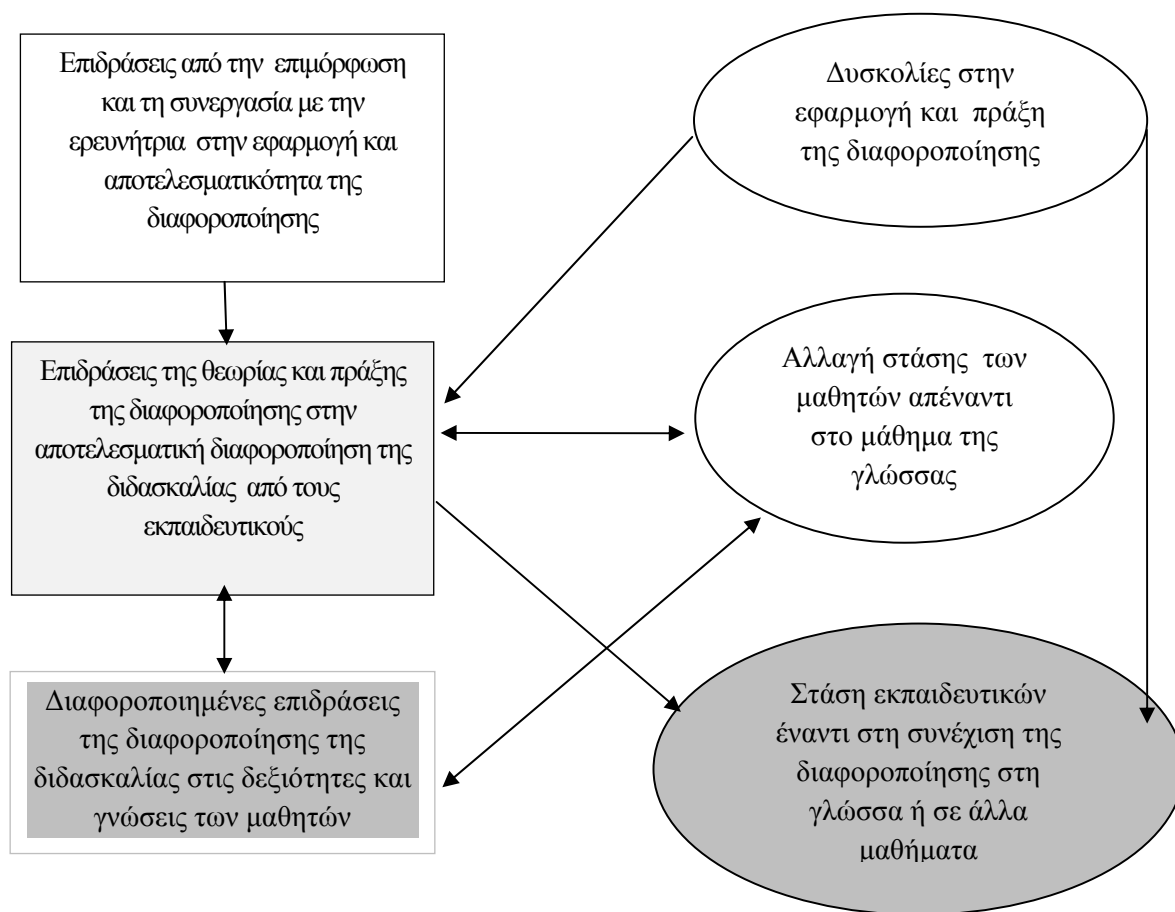 Επιδράσεις από την επιμόρφωση
και τη συνεργασία με την
ερευνήτρια στην εφαρμογή και
αποτελεσματικότητα της
διαφοροποίησης
Δυσκολίες στην
εφαρμογή και πράξη
της διαφοροποίησης
Επιδράσεις της θεωρίας και πράξης
της διαφοροποίησης στην
αποτελεσματική διαφοροποίηση της
διδασκαλίας από τους
εκπαιδευτικούς
Αλλαγή στάσης των
μαθητών απέναντι
στο μάθημα της
γλώσσας
Διαφοροποιημένες επιδράσεις
της διαφοροποίησης της
διδασκαλίας στις δεξιότητες και
γνώσεις των μαθητών
Στάση εκπαιδευτικών
έναντι στη συνέχιση της
διαφοροποίησης στη
γλώσσα ή σε άλλα
μαθήματα